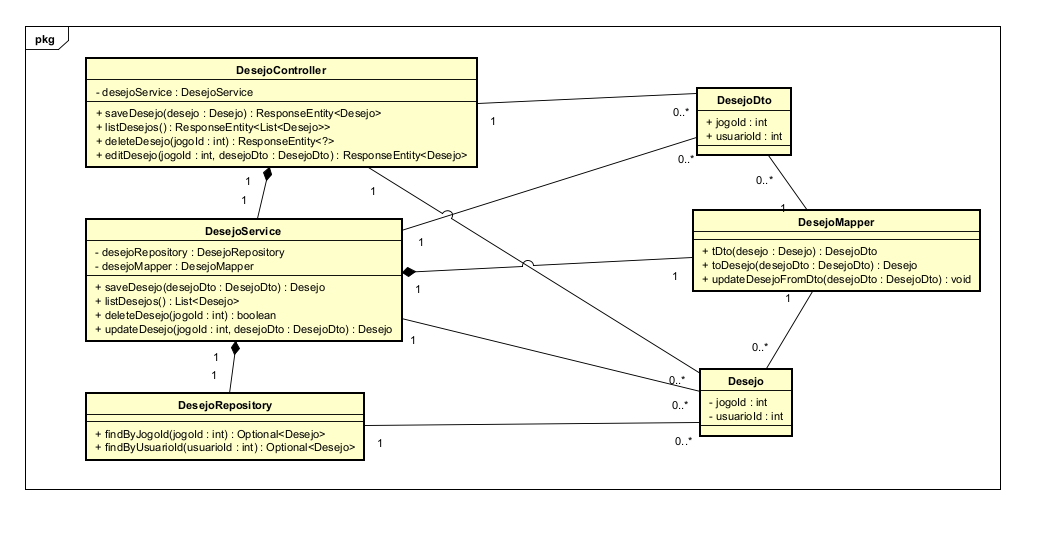 pkg
DesejoController
- desejoService : DesejoService
+ saveDesejo(desejo : Desejo) : ResponseEntity<Desejo>
+ listDesejos() : ResponseEntity<List<Desejo>>
+ deleteDesejo(jogoId : int) : ResponseEntity<?>
+ editDesejo(jogoId : int, desejoDto : DesejoDto) : ResponseEntity<Desejo>
1
0..*
DesejoDto
+ jogoId : int
+ usuarioId : int
0..*
0..*
1
1
1
1
DesejoService
- desejoRepository : DesejoRepository
- desejoMapper : DesejoMapper
+ saveDesejo(desejoDto : DesejoDto) : Desejo
+ listDesejos() : List<Desejo>
+ deleteDesejo(jogoId : int) : boolean
+ updateDesejo(jogoId : int, desejoDto : DesejoDto) : Desejo
1
1
1
1
DesejoMapper
+ tDto(desejo : Desejo) : DesejoDto
+ toDesejo(desejoDto : DesejoDto) : Desejo
+ updateDesejoFromDto(desejoDto : DesejoDto) : void
1
0..*
1
1
DesejoRepository
+ findByJogoId(jogoId : int) : Optional<Desejo>
+ findByUsuarioId(usuarioId : int) : Optional<Desejo>
1
0..*
0..*
0..*
Desejo
- jogoId : int
- usuarioId : int